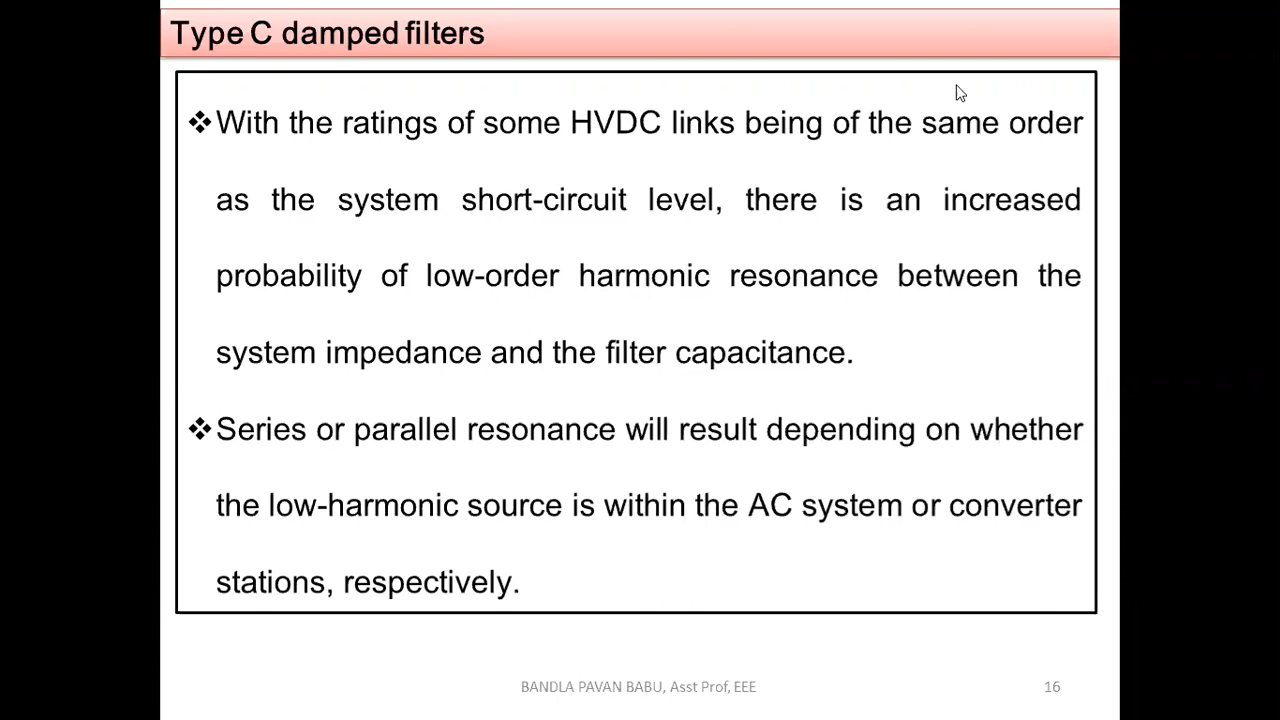 Type C damped filters
❖With the ratings of some HVDC links being of the same order
as the system short-circuit level, there is an increased
probability of low-order harmonic resonance between the
system impedance and the filter capacitance.
❖Series or parallel resonance will result depending on whether
the low-harmonic source is within the AC system or converter
stations, respectively.
BANDLA PAVAN BABU, Asst Prof, EEE
16